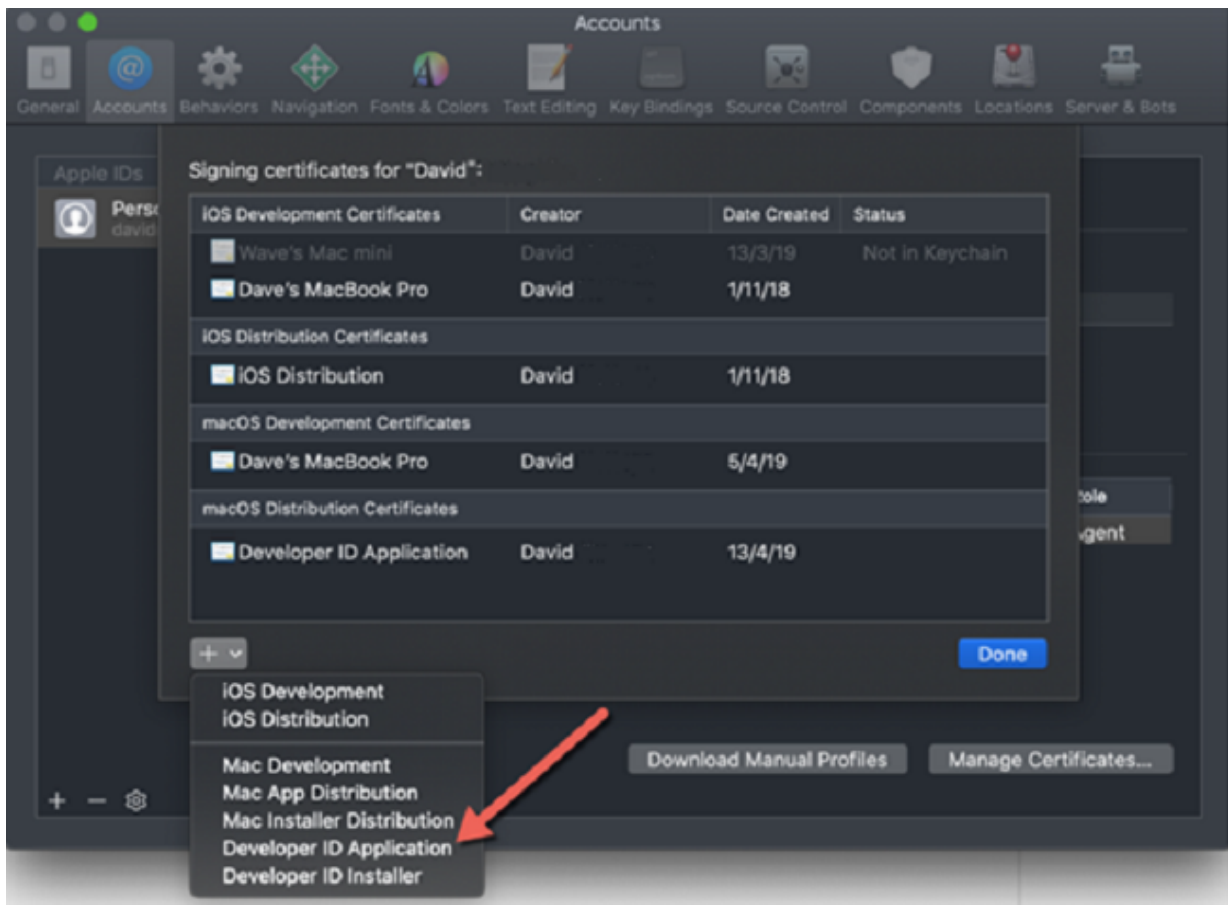 Accounts
General Accounts Behaviors Navigation Fonts & Colors Text Editing Key Bindings Source Control Components Locations Server & Bots
Apple IDs
Perso
david
Signing certificates for "David":
iOS Development Certificates Creator Date Created Status
Wave's Mac mini David 13/3/19 Not in Keychain
Dave's MacBook Pro David 1/11/18
iOS Distribution Certificates
iOS Distribution David 1/11/18
macOS Development Certificates
Dave's MacBook Pro David 5/4/19
macOS Distribution Certificates
Developer ID Application David 13/4/19
Role
Agent
Done
iOS Development
iOS Distribution
Mac Development
Mac App Distribution
Mac Installer Distribution
Developer ID Application
Developer ID Installer
Download Manual Profiles Manage Certificates...